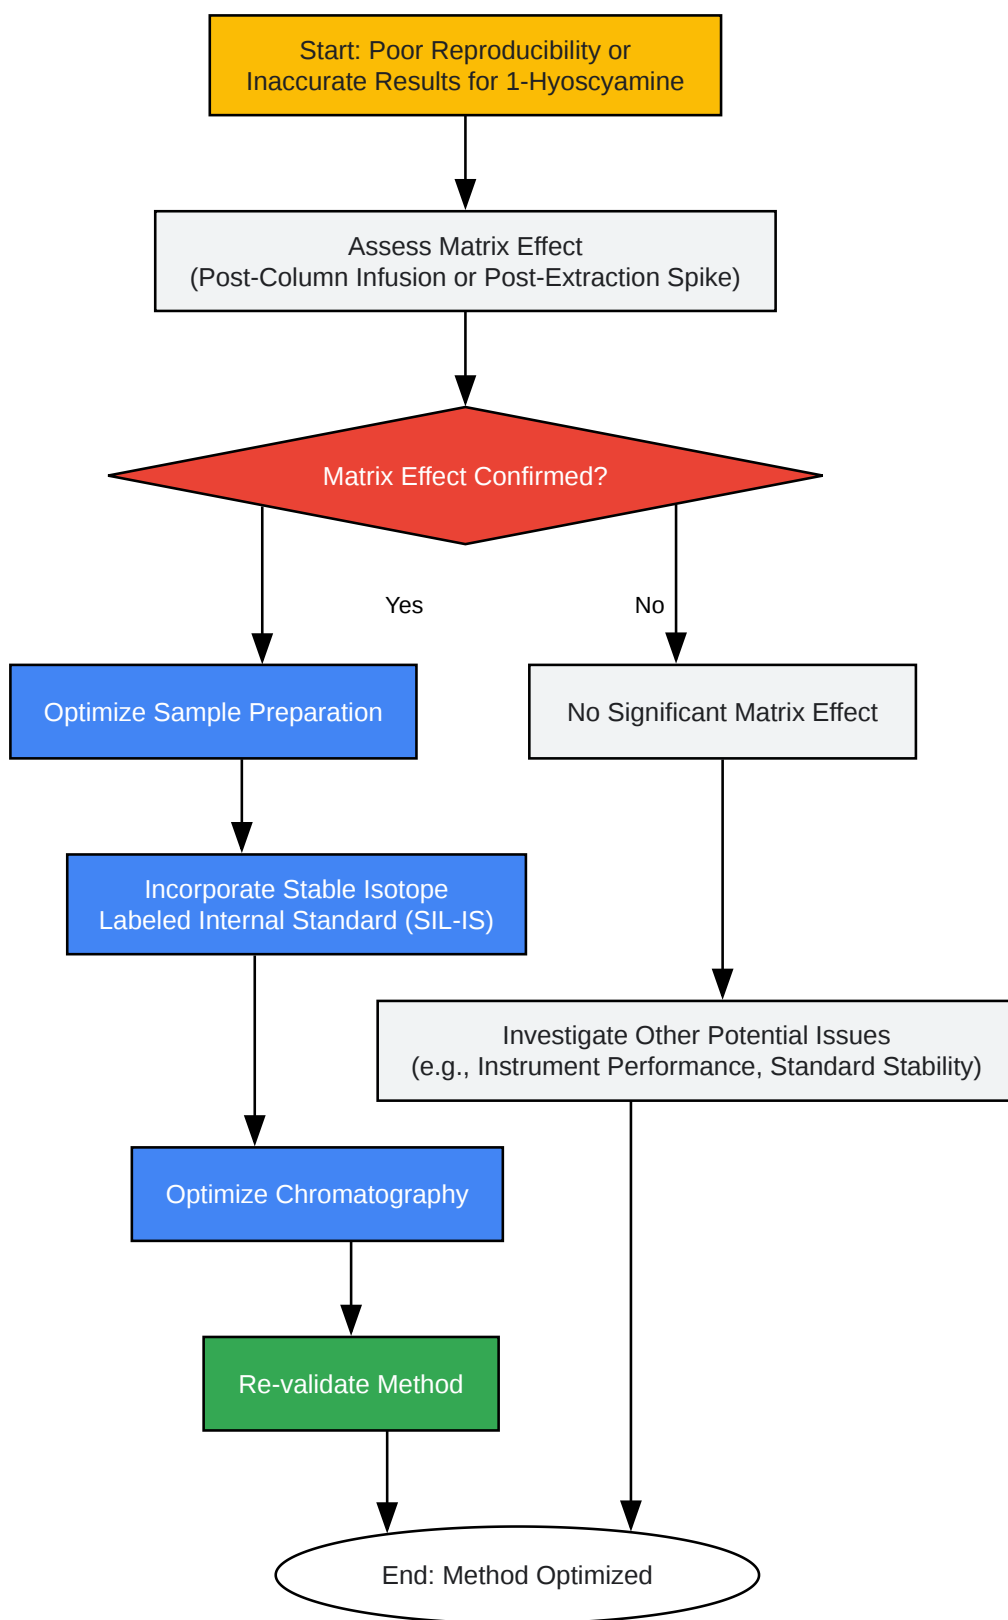 Start: Poor Reproducibility or
Inaccurate Results for 1-Hyoscyamine
Assess Matrix Effect
(Post-Column Infusion or Post-Extraction Spike)
Matrix Effect Confirmed?
Yes
No
Optimize Sample Preparation
No Significant Matrix Effect
Incorporate Stable Isotope
Labeled Internal Standard (SIL-IS)
Investigate Other Potential Issues
(e.g., Instrument Performance, Standard Stability)
Optimize Chromatography
Re-validate Method
End: Method Optimized